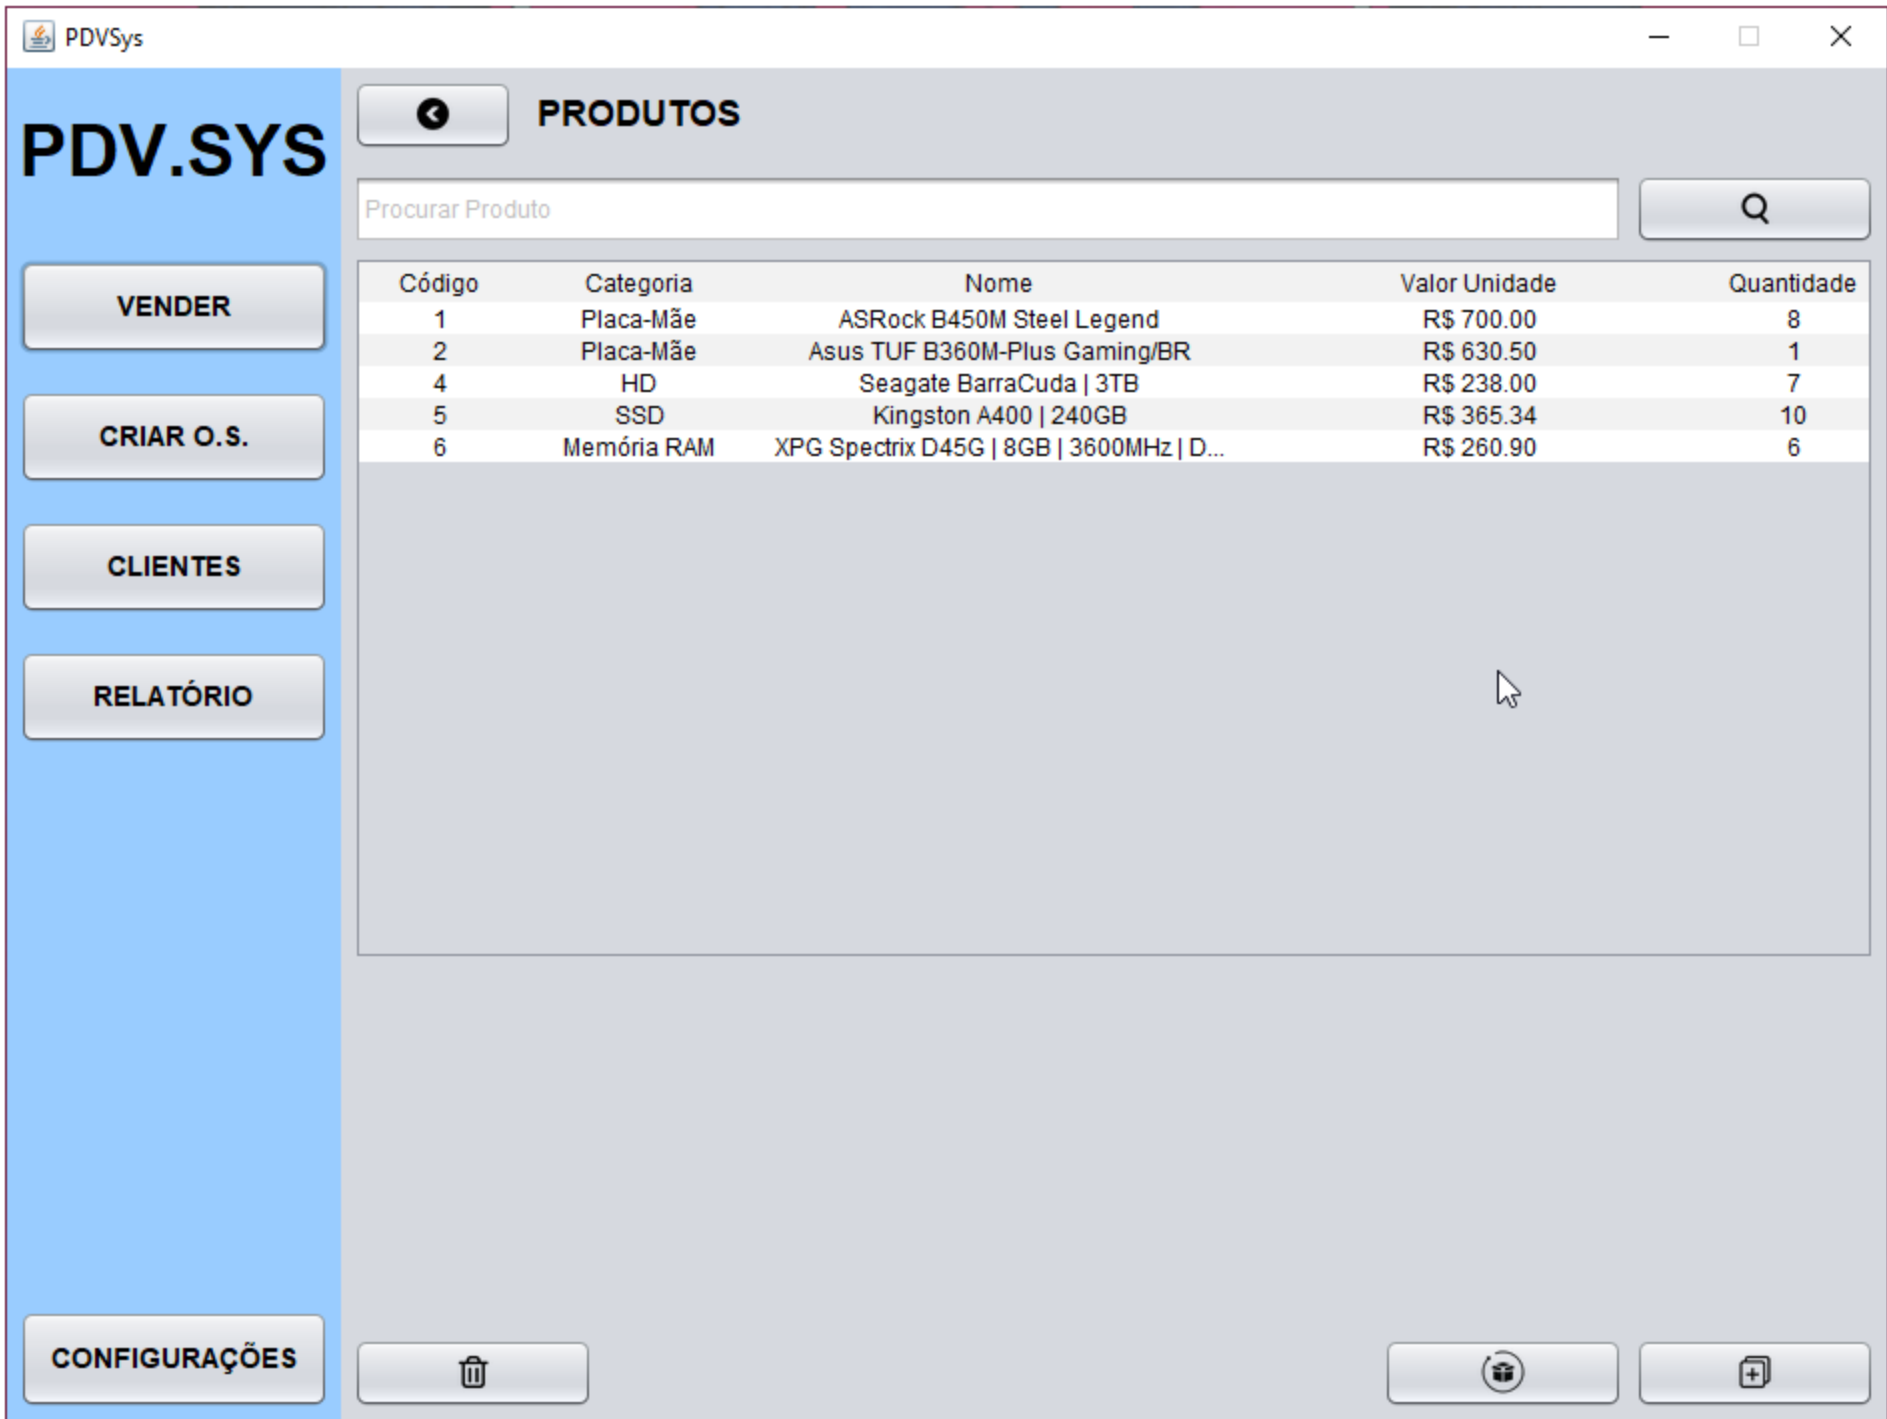 PDVSys
PDV.SYS
PRODUTOS
Procurar Produto
VENDER
CRIAR O.S.
CLIENTES
RELATÓRIO
CONFIGURAÇÕES
Código Categoria Nome Valor Unidade Quantidade
1 Placa-Mãe ASRock B450M Steel Legend R$ 700.00 8
2 Placa-Mãe Asus TUF B360M-Plus Gaming/BR R$ 630.50 1
4 HD Seagate BarraCuda | 3TB R$ 238.00 7
5 SSD Kingston A400 | 240GB R$ 365.34 10
6 Memória RAM XPG Spectrix D45G | 8GB | 3600MHz | D... R$ 260.90 6